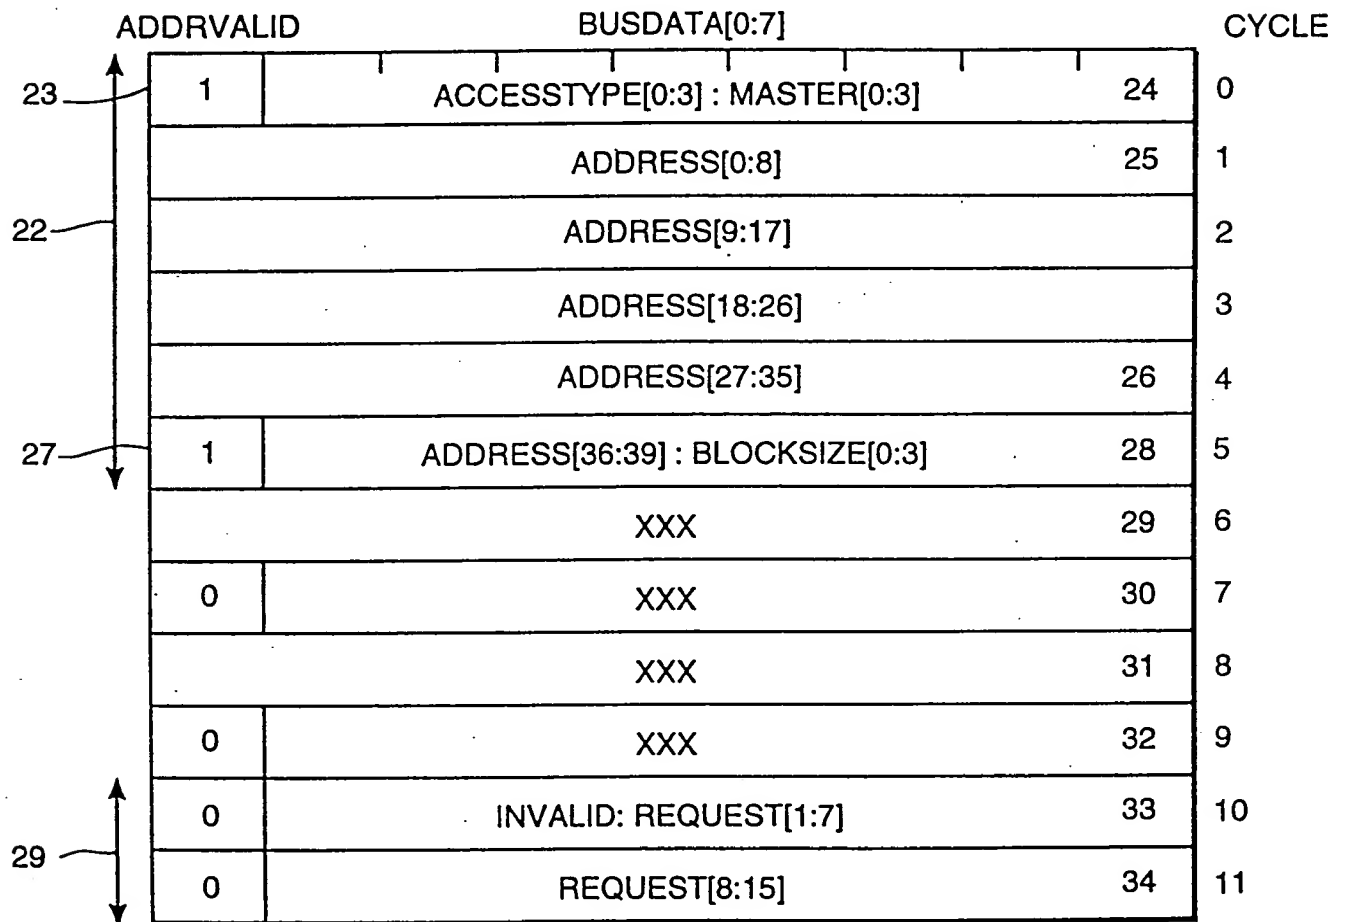 ADDRVALID BUSDATA[0:7] CYCLE
23 1 ACCESSTYPE[0:3] : MASTER[0:3] 24 0
ADDRESS[0:8] 25 1
22 ADDRESS[9:17] 2
ADDRESS[18:26] 3
ADDRESS[27:35] 26 4
27 1 ADDRESS[36:39] : BLOCKSIZE[0:3] 28 5
XXX 29 6
0 XXX 30 7
XXX 31 8
0 XXX 32 9
0 INVALID: REQUEST[1:7] 33 10
29 0 REQUEST[8:15] 34 11